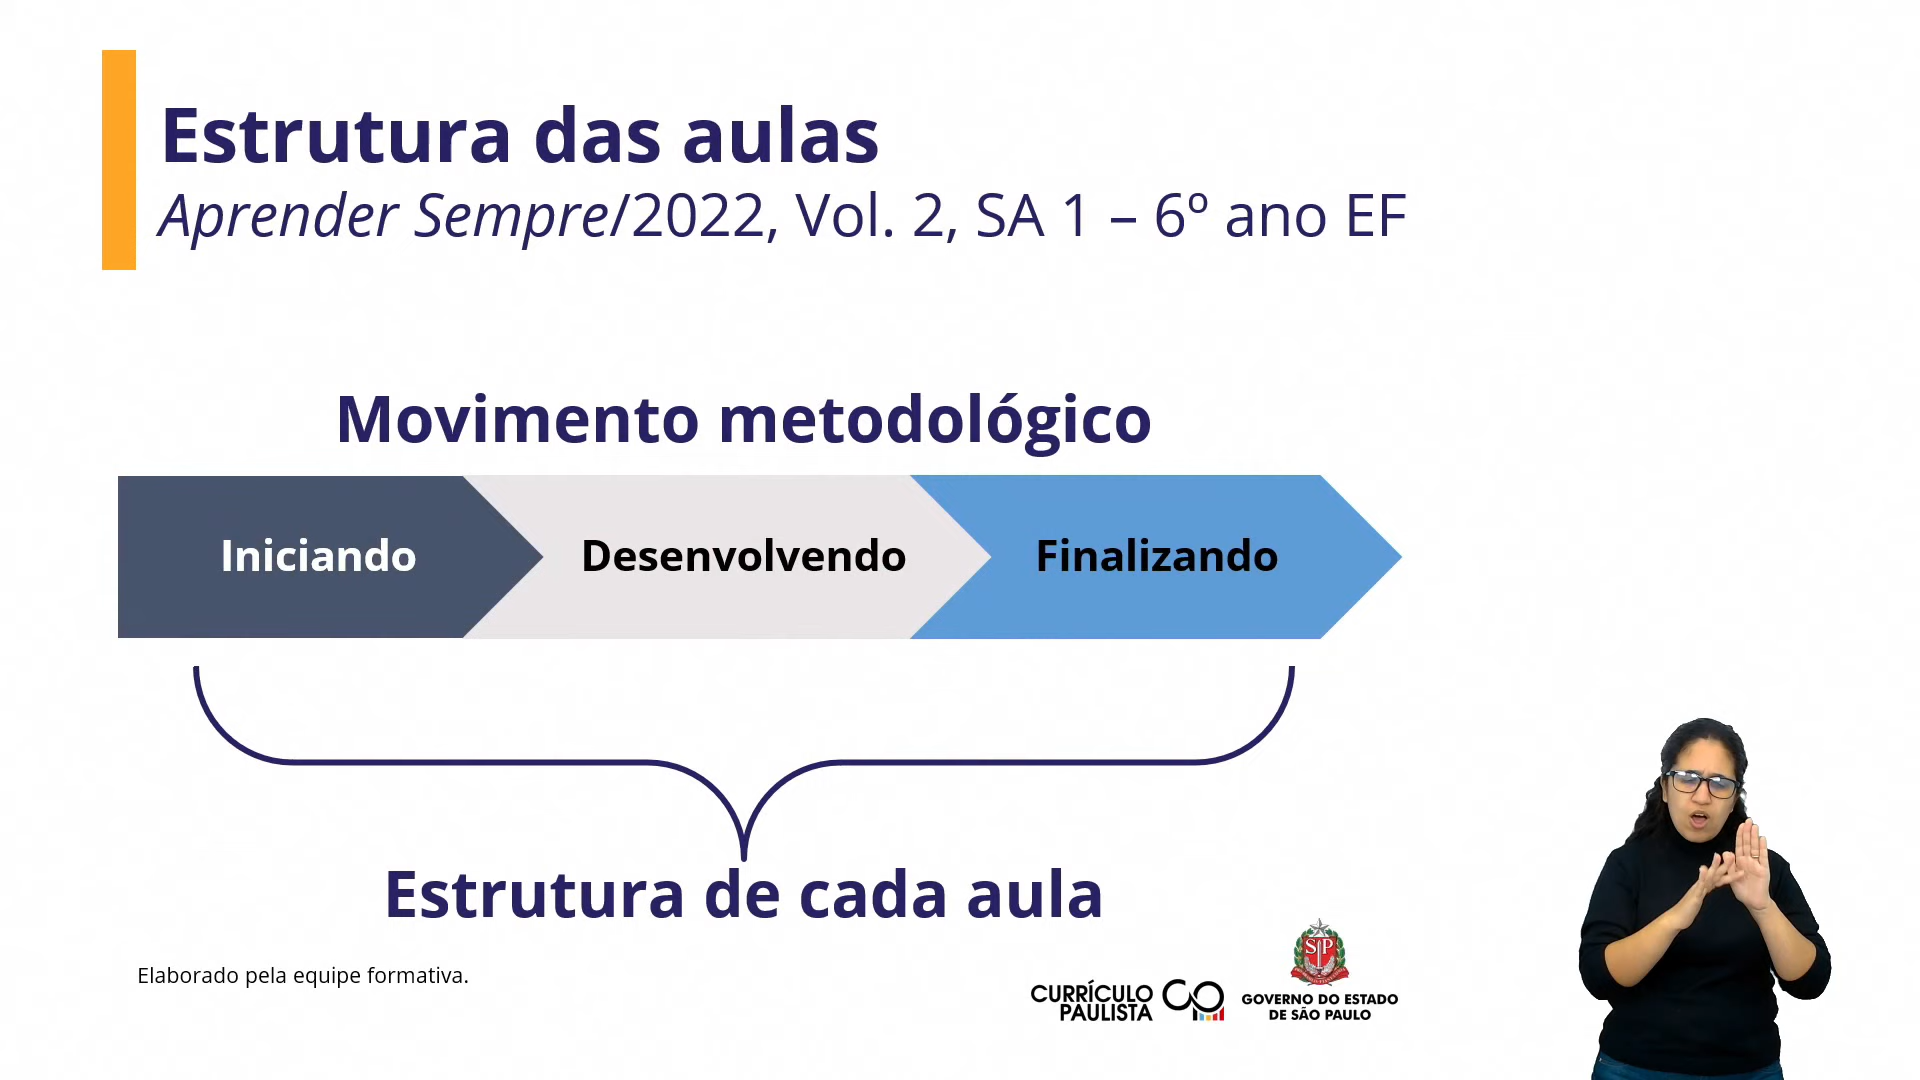 Estrutura das aulas
Aprender Sempre/2022, Vol. 2, SA 1 – 6º ano EF
Movimento metodológico
Iniciando
Desenvolvendo
Finalizando
Estrutura de cada aula
Elaborado pela equipe formativa.
CURRÍCULO
PAULISTA
SP
GOVERNO DO ESTADO
DE SÃO PAULO